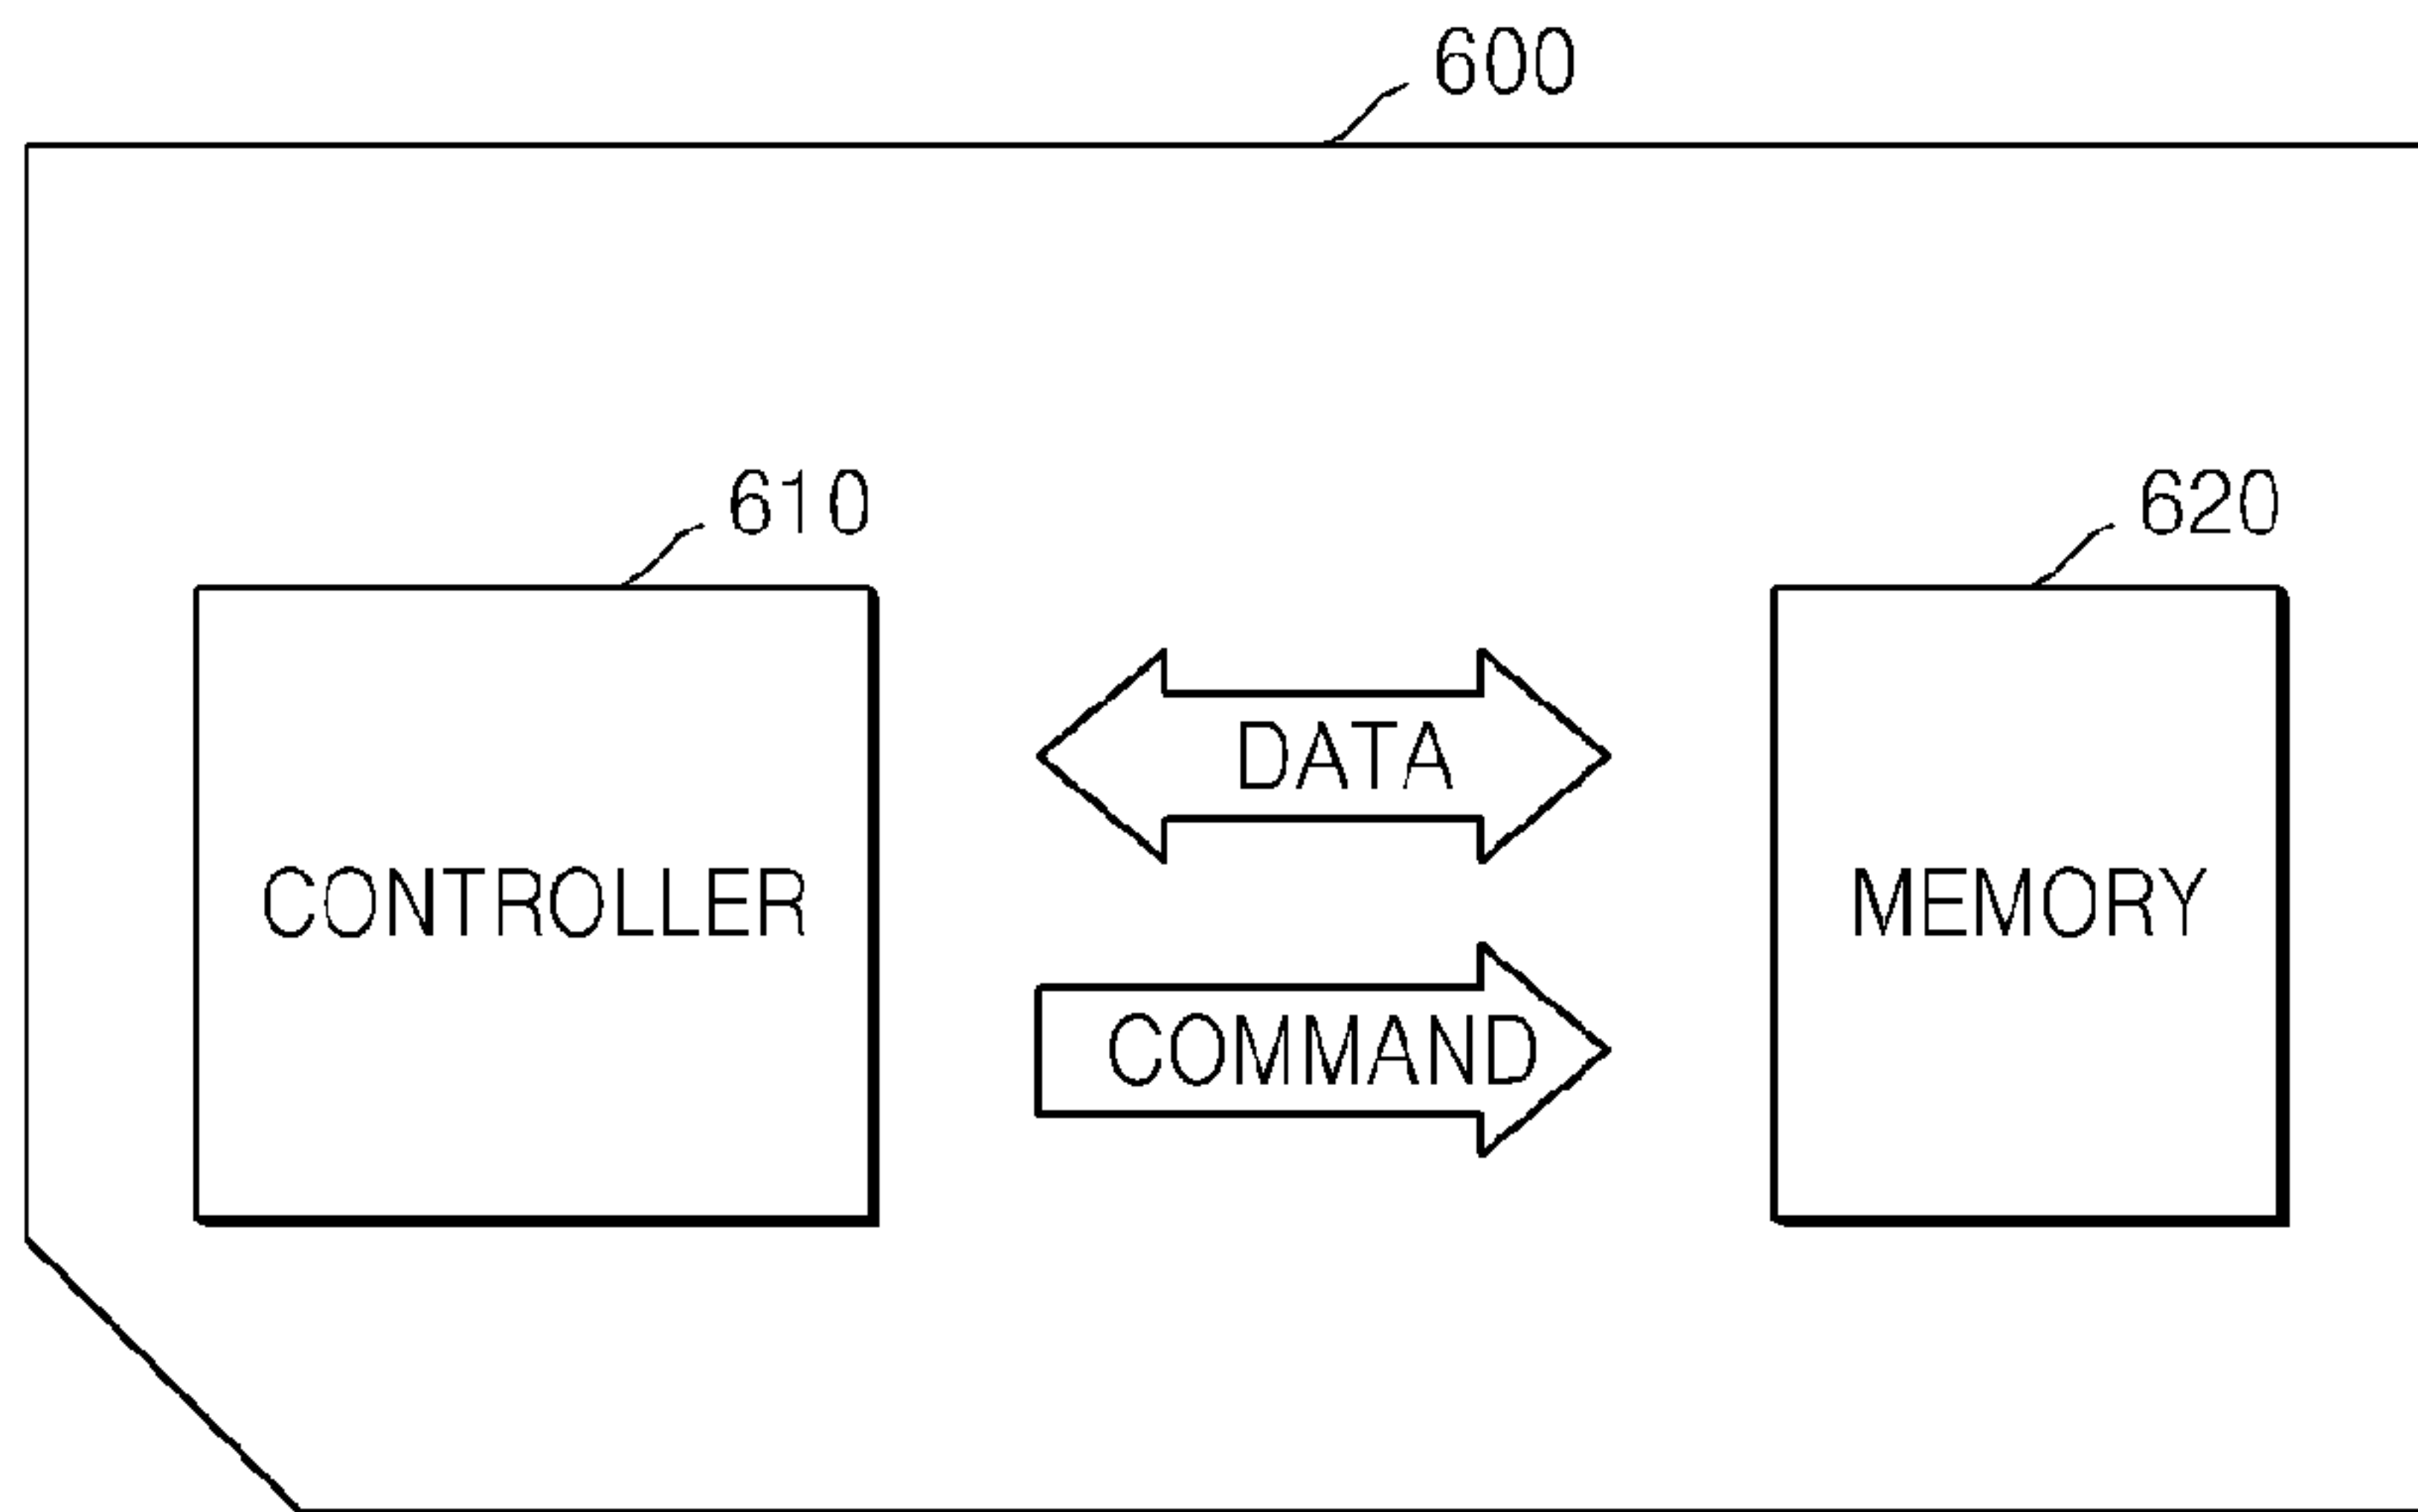 600
610
620
DATA
CONTROLLER
MEMORY
COMMAND